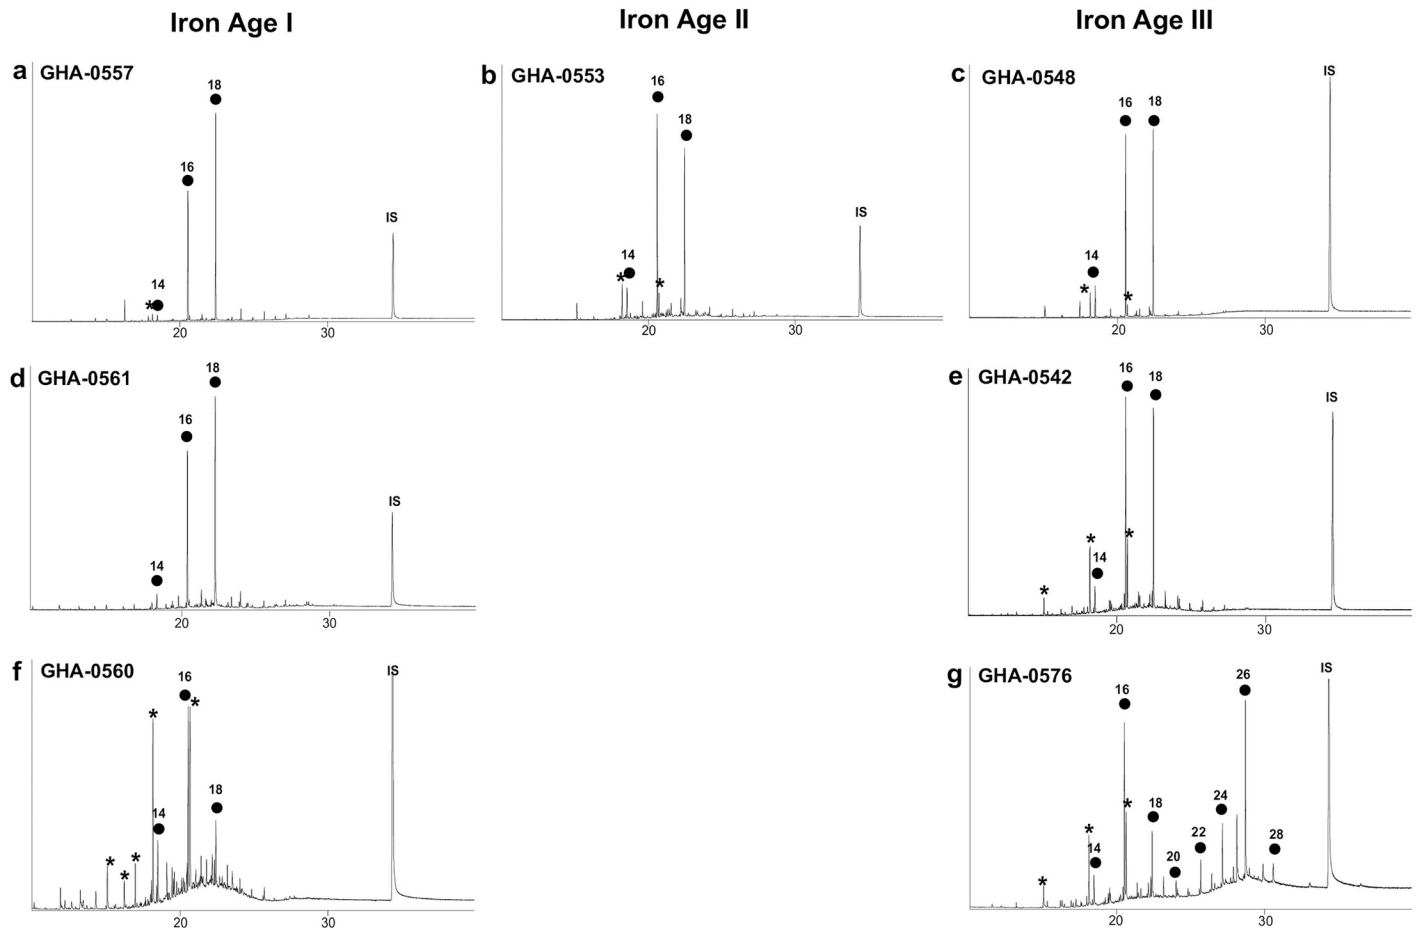 Iron Age I
Iron Age II
Iron Age III
a GHA-0557
18
16
14
*
IS
20 30
b GHA-0553
16
18
14
*
*
IS
20 30
c GHA-0548
IS
16 18
14
*
*
20 30
d GHA-0561
18
16
14
IS
20 30
e GHA-0542
16
18
IS
*
*
14
*
20 30
f GHA-0560
16
*
IS
*
18
14
*
*
*
20 30
g GHA-0576
IS
26
16
24
*
18
*
22
28
14
20
*
20 30